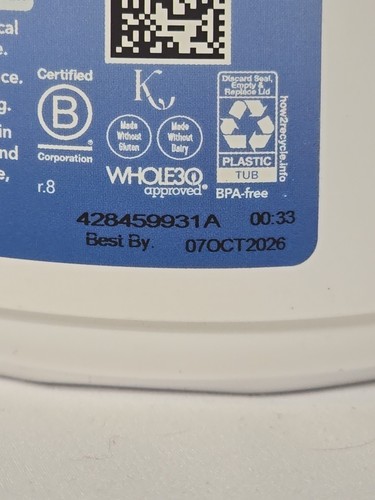 cal
e.
ce.
g.
in
nd
e,
Certified
B
®
Corporation
r.8
K
Made
Without
Gluten
Made
Without
Dairy
WHOLE30®
approved
Discard Seal,
Empty &
Replace Lid
PLASTIC
TUB
how2recycle.info
BPA-free
428459931A 00:33
Best By. 07OCT2026